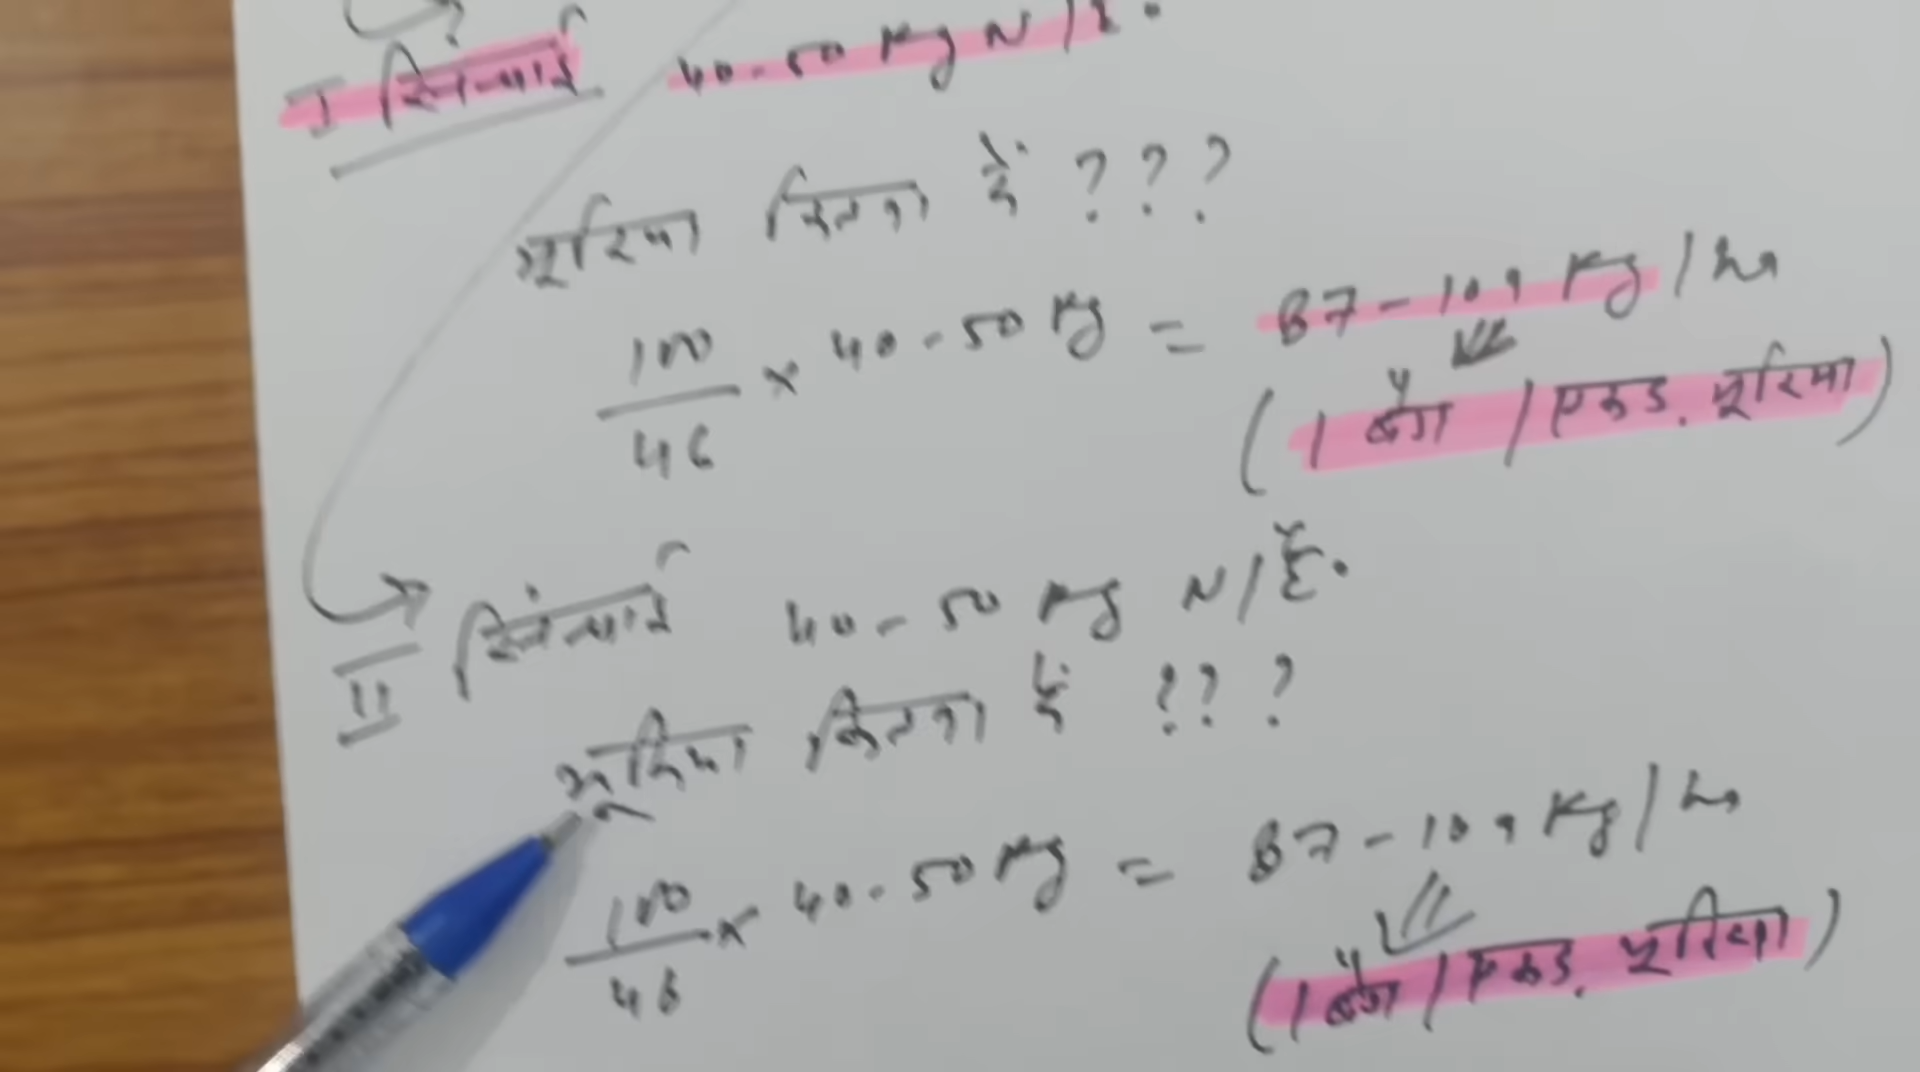 I सिंचाई 40-50 Kg N / है.
यूरिया कितना दें ? ? ?
100/46 × 40-50 Kg = 87-109 Kg / ha
(1 बैग / एकड़. यूरिया)
II सिंचाई 40-50 Kg N / है.
यूरिया कितना दें ? ? ?
100/46 × 40-50 Kg = 87-109 Kg / ha
(1 बैग / एकड़. यूरिया)